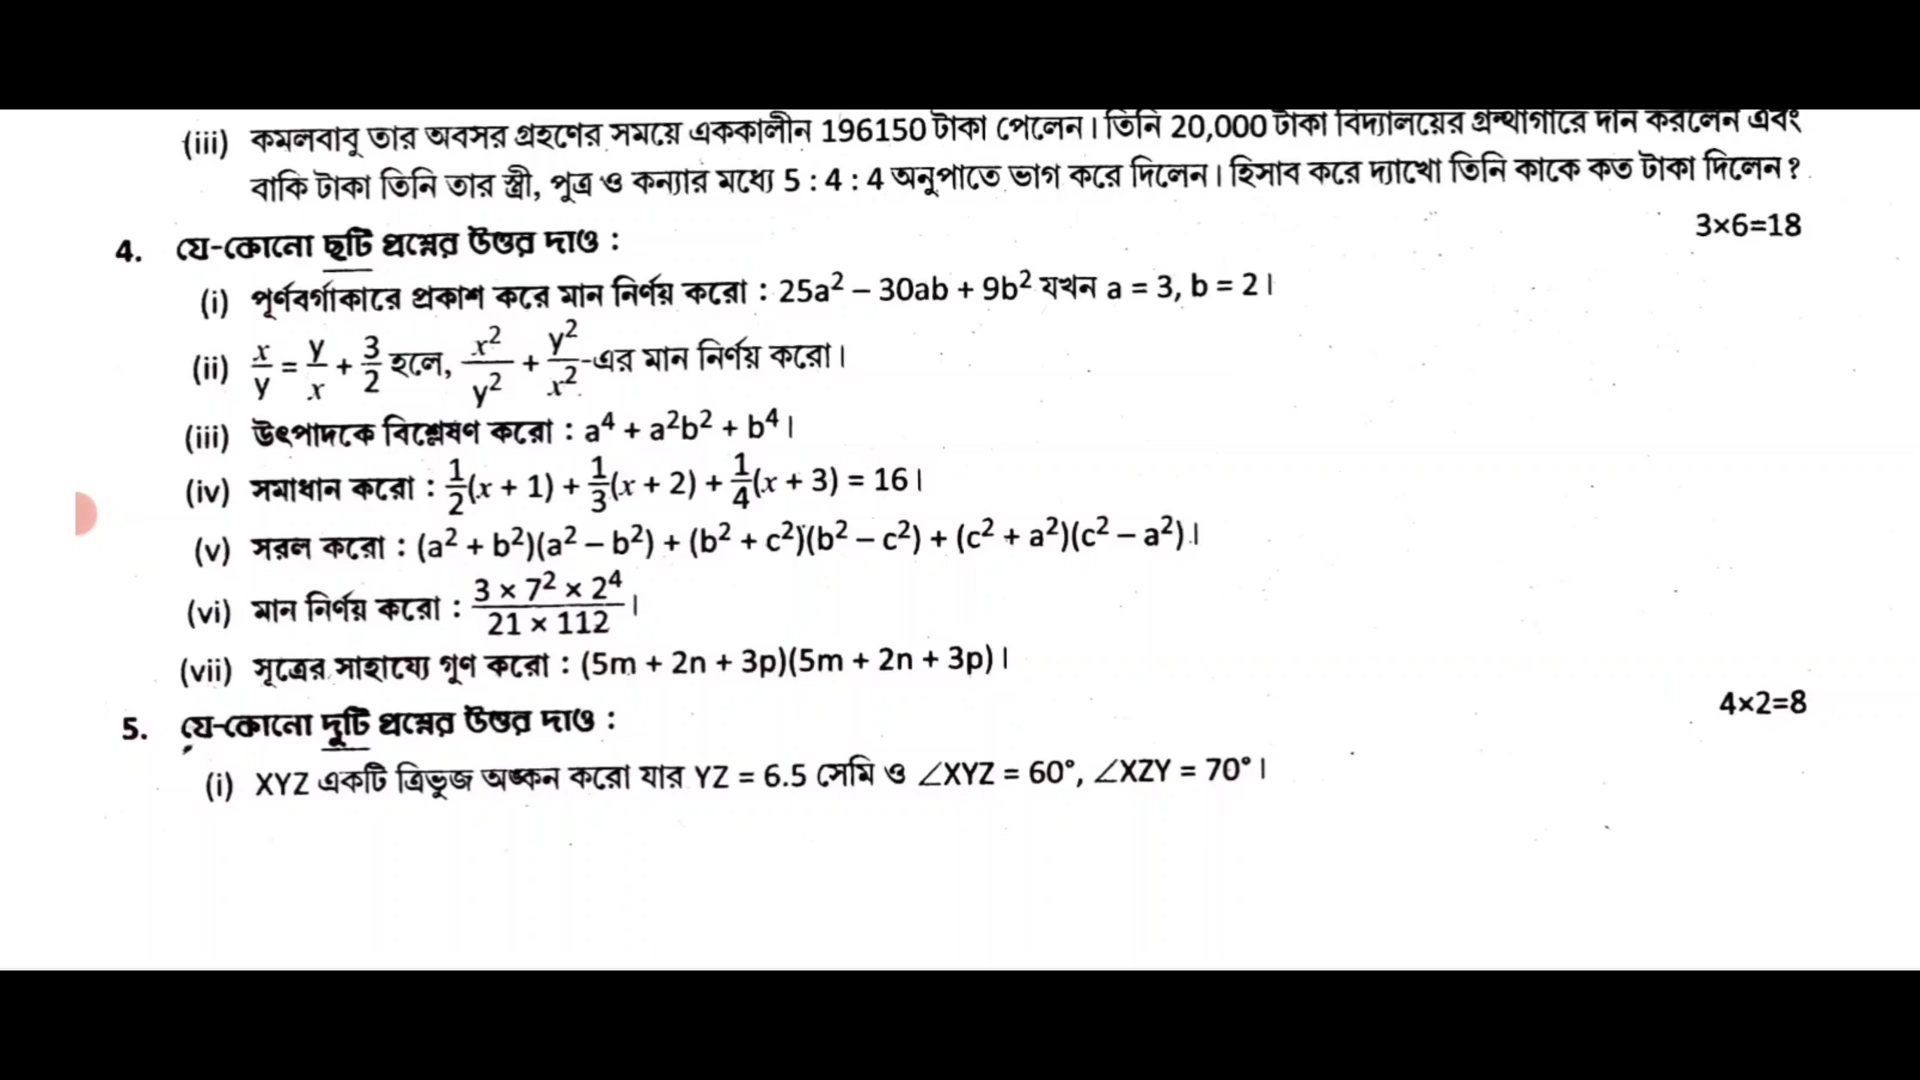 (iii) কমলবাবু তার অবসর গ্রহণের সময়ে এককালীন 196150 টাকা পেলেন। তিনি 20,000 টাকা বিদ্যালয়ের গ্রন্থাগারে দান করলেন এবং
বাকি টাকা তিনি তার স্ত্রী, পুত্র ও কন্যার মধ্যে 5 : 4 : 4 অনুপাতে ভাগ করে দিলেন। হিসাব করে দ্যাখো তিনি কাকে কত টাকা দিলেন?
4. যে-কোনো ছটি প্রশ্নের উত্তর দাও : 3×6=18
(i) পূর্ণবর্গাকারে প্রকাশ করে মান নির্ণয় করো : 25a² – 30ab + 9b² যখন a = 3, b = 2।
(ii) x/y = y/x + 3/2 হলে, x²/y² + y²/x²-এর মান নির্ণয় করো।
(iii) উৎপাদকে বিশ্লেষণ করো : a⁴ + a²b² + b⁴।
(iv) সমাধান করো : 1/2(x + 1) + 1/3(x + 2) + 1/4(x + 3) = 16।
(v) সরল করো : (a² + b²)(a² – b²) + (b² + c²)(b² – c²) + (c² + a²)(c² – a²)।
(vi) মান নির্ণয় করো : 3 × 7² × 2⁴ / 21 × 112।
(vii) সূত্রের সাহায্যে গুণ করো : (5m + 2n + 3p)(5m + 2n + 3p)।
5. যে-কোনো দুটি প্রশ্নের উত্তর দাও : 4×2=8
(i) XYZ একটি ত্রিভুজ অঙ্কন করো যার YZ = 6.5 সেমি ও ∠XYZ = 60°, ∠XZY = 70°।